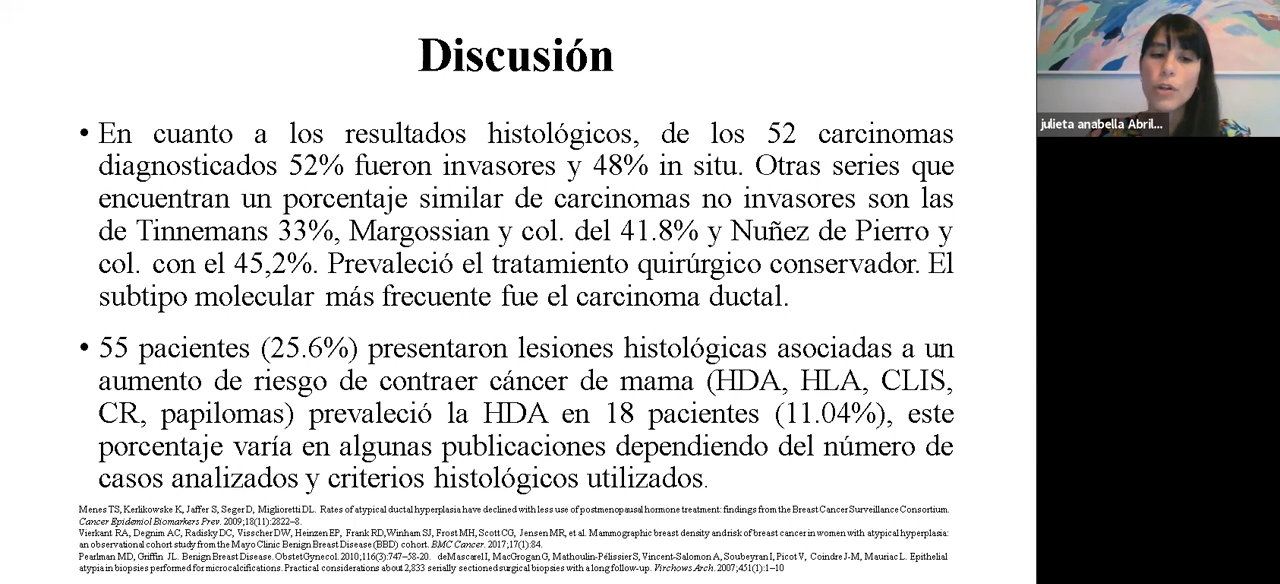 Discusión
• En cuanto a los resultados histológicos, de los 52 carcinomas
diagnosticados 52% fueron invasores y 48% in situ. Otras series que
encuentran un porcentaje similar de carcinomas no invasores son las
de Tinnemans 33%, Margossian y col. del 41.8% y Nuñez de Pierro y
col. con el 45,2%. Prevaleció el tratamiento quirúrgico conservador. El
subtipo molecular más frecuente fue el carcinoma ductal.
• 55 pacientes (25.6%) presentaron lesiones histológicas asociadas a un
aumento de riesgo de contraer cáncer de mama (HDA, HLA, CLIS,
CR, papilomas) prevaleció la HDA en 18 pacientes (11.04%), este
porcentaje varía en algunas publicaciones dependiendo del número de
casos analizados y criterios histológicos utilizados.
Menes TS, Kerlikowske K, Jaffer S, Seger D, Miglioretti DL. Rates of atypical ductal hyperplasia have declined with less use of postmenopausal hormone treatment: findings from the Breast Cancer Surveillance Consortium.
Cancer Epidemiol Biomarkers Prev. 2009;18(11):2822–8.
Vierkant RA, Degnim AC, Radisky DC, Visscher DW, Heinzen EP, Frank RD, Winham SJ, Frost MH, Scott CG, Jensen MR, et al. Mammographic breast density and risk of breast cancer in women with atypical hyperplasia:
an observational cohort study from the Mayo Clinic Benign Breast Disease (BBD) cohort. BMC Cancer. 2017;17(1):84.
Pearlman MD, Griffin JL. Benign Breast Disease. Obstet Gynecol. 2010;116(3):747–58-20. deMascarel I, MacGrogan G, Mathoulin-Pélissier S, Vincent-Salomon A, Soubeyran I, Picot V, Coindre J-M, Mauriac L. Epithelial
atypia in biopsies performed for microcalcifications. Practical considerations about 2,833 serially sectioned surgical biopsies with a long follow-up. Virchows Arch. 2007;451(1):1–10
julieta anabella Abril...